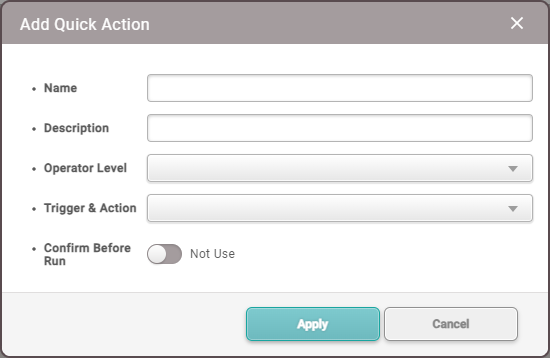 Add Quick Action
• Name
• Description
• Operator Level
• Trigger & Action
• Confirm Before
Run
Not Use
Apply
Cancel